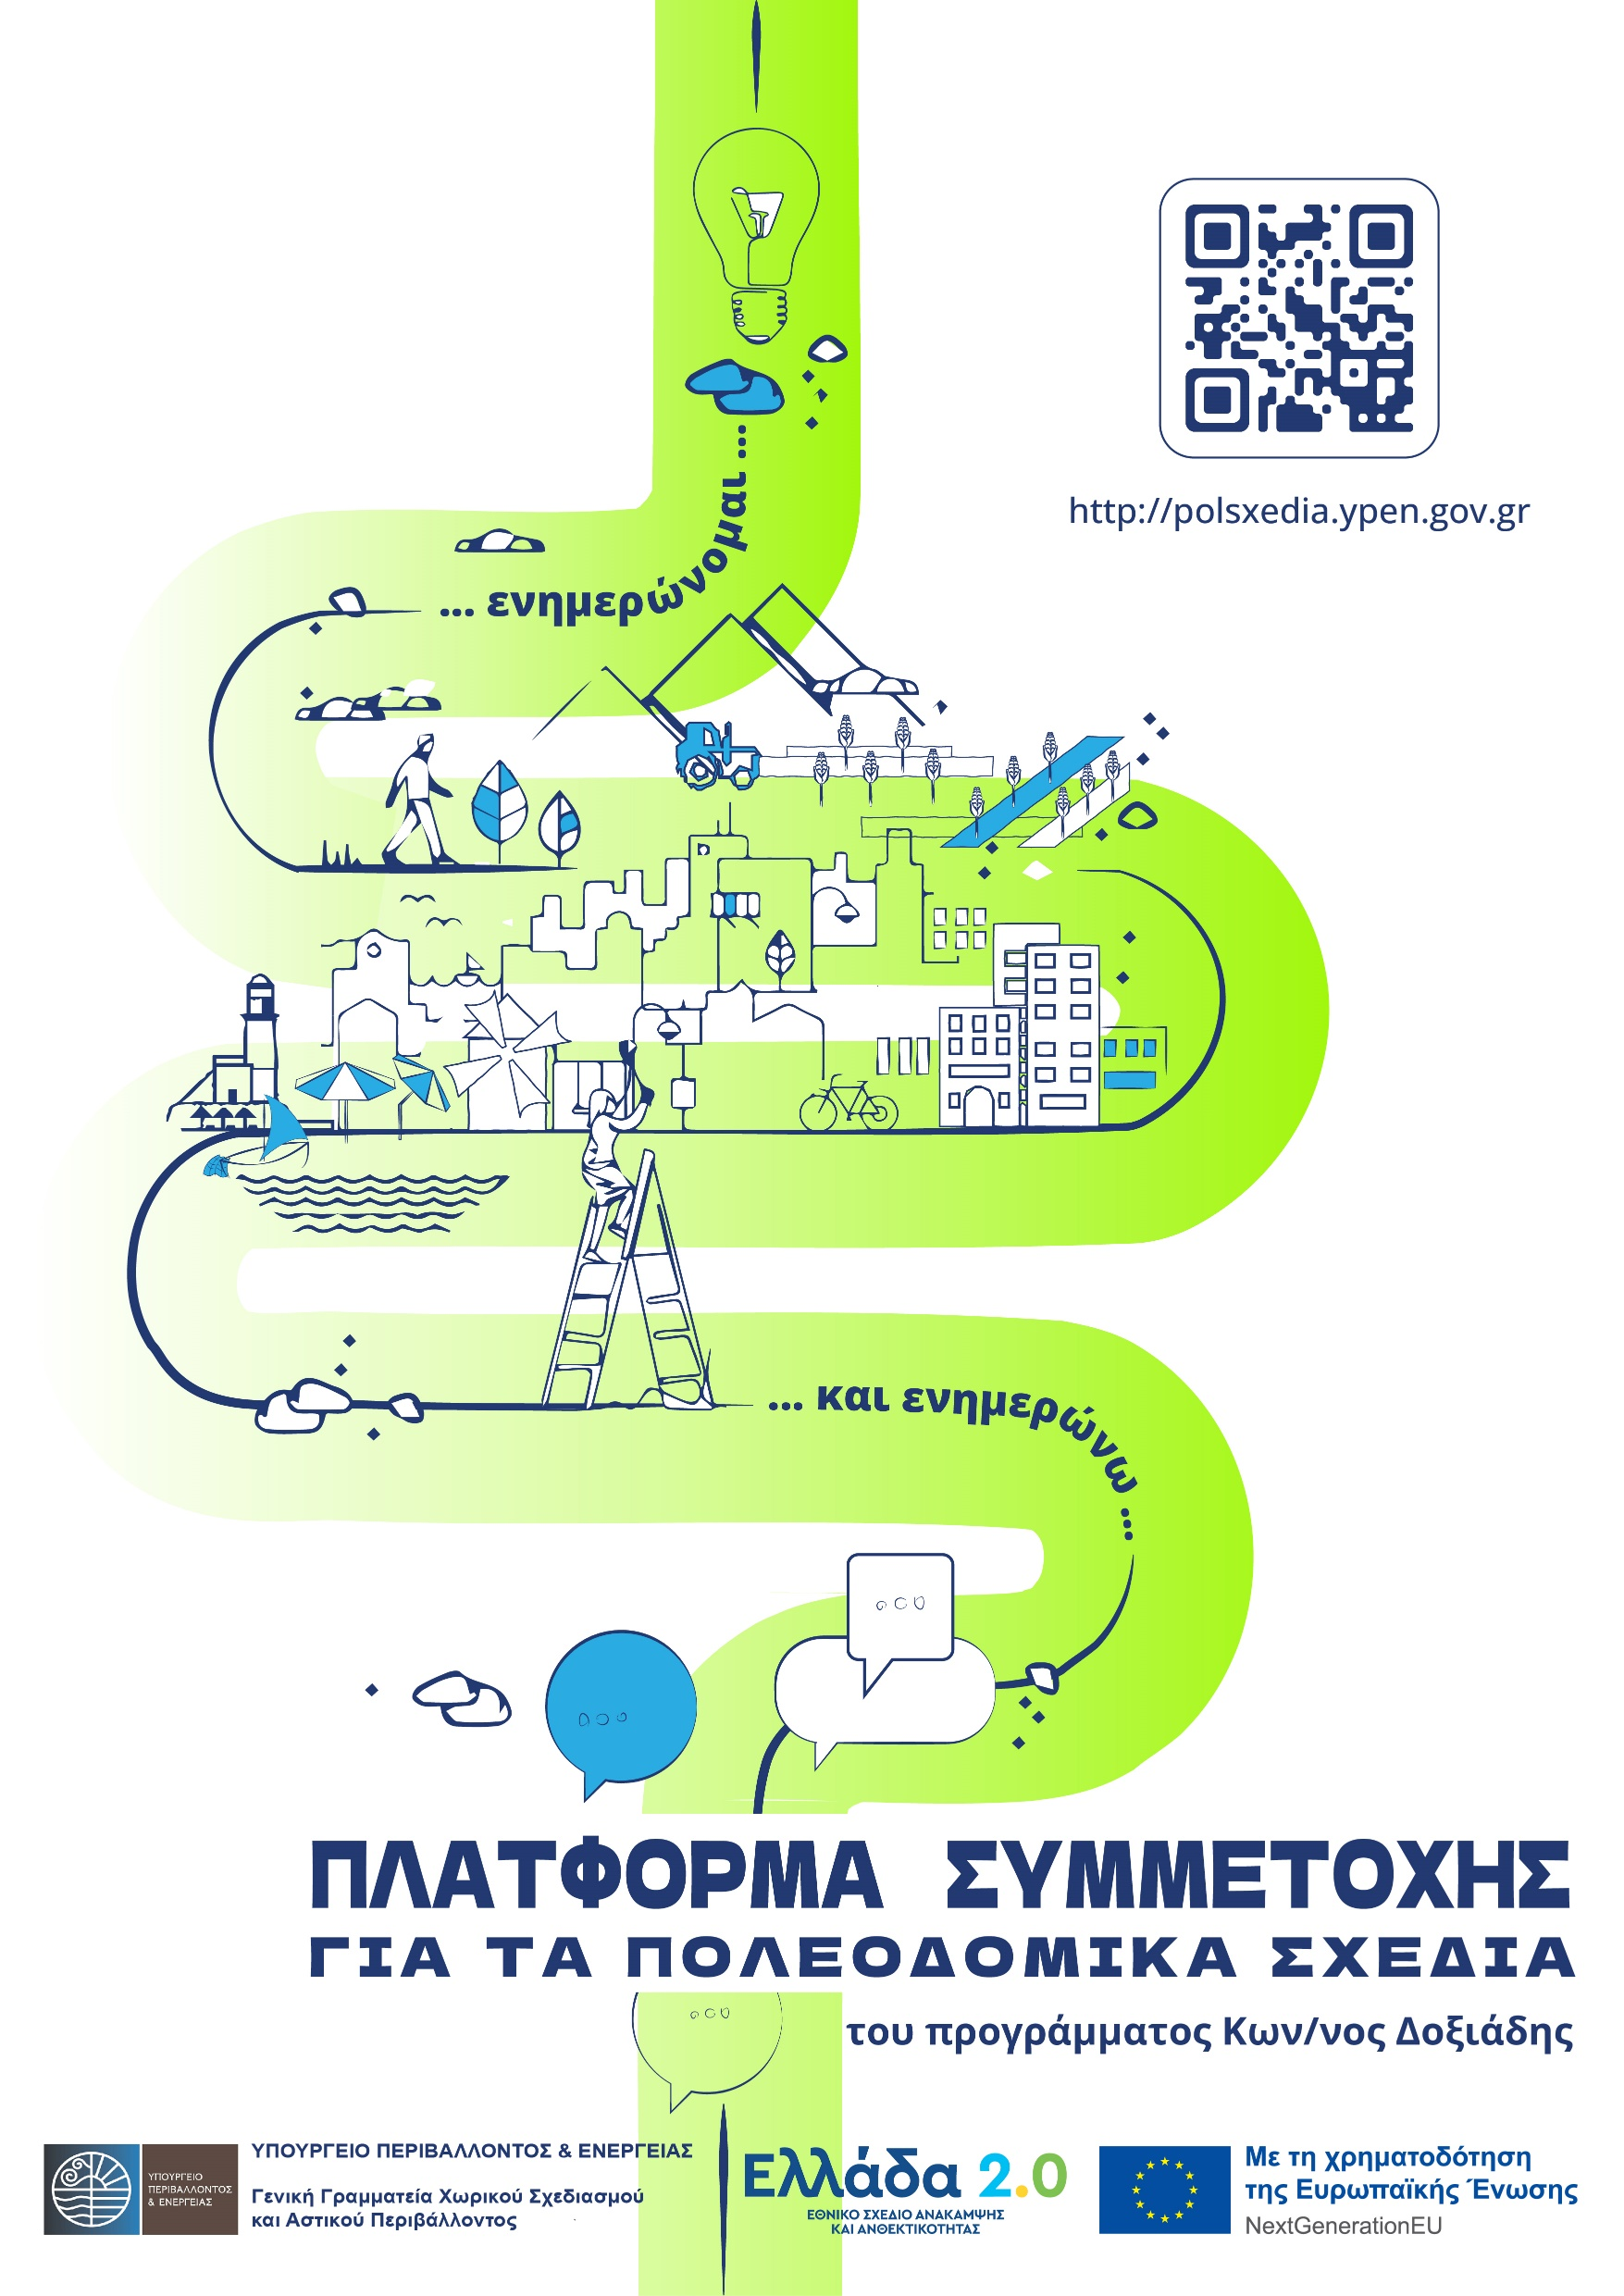 http://polsxedia.ypen.gov.gr
... ενημερώνομαι ...
... και ενημερώνω ...
ΠΛΑΤΦΟΡΜΑ ΣΥΜΜΕΤΟΧΗΣ
ΓΙΑ ΤΑ ΠΟΛΕΟΔΟΜΙΚΑ ΣΧΕΔΙΑ
του προγράμματος Κων/νος Δοξιάδης
ΥΠΟΥΡΓΕΙΟ
ΠΕΡΙΒΑΛΛΟΝΤΟΣ
& ΕΝΕΡΓΕΙΑΣ
ΥΠΟΥΡΓΕΙΟ ΠΕΡΙΒΑΛΛΟΝΤΟΣ & ΕΝΕΡΓΕΙΑΣ
Γενική Γραμματεία Χωρικού Σχεδιασμού
και Αστικού Περιβάλλοντος
Ελλάδα 2.0
ΕΘΝΙΚΟ ΣΧΕΔΙΟ ΑΝΑΚΑΜΨΗΣ
ΚΑΙ ΑΝΘΕΚΤΙΚΟΤΗΤΑΣ
Με τη χρηματοδότηση
της Ευρωπαϊκής Ένωσης
NextGenerationEU